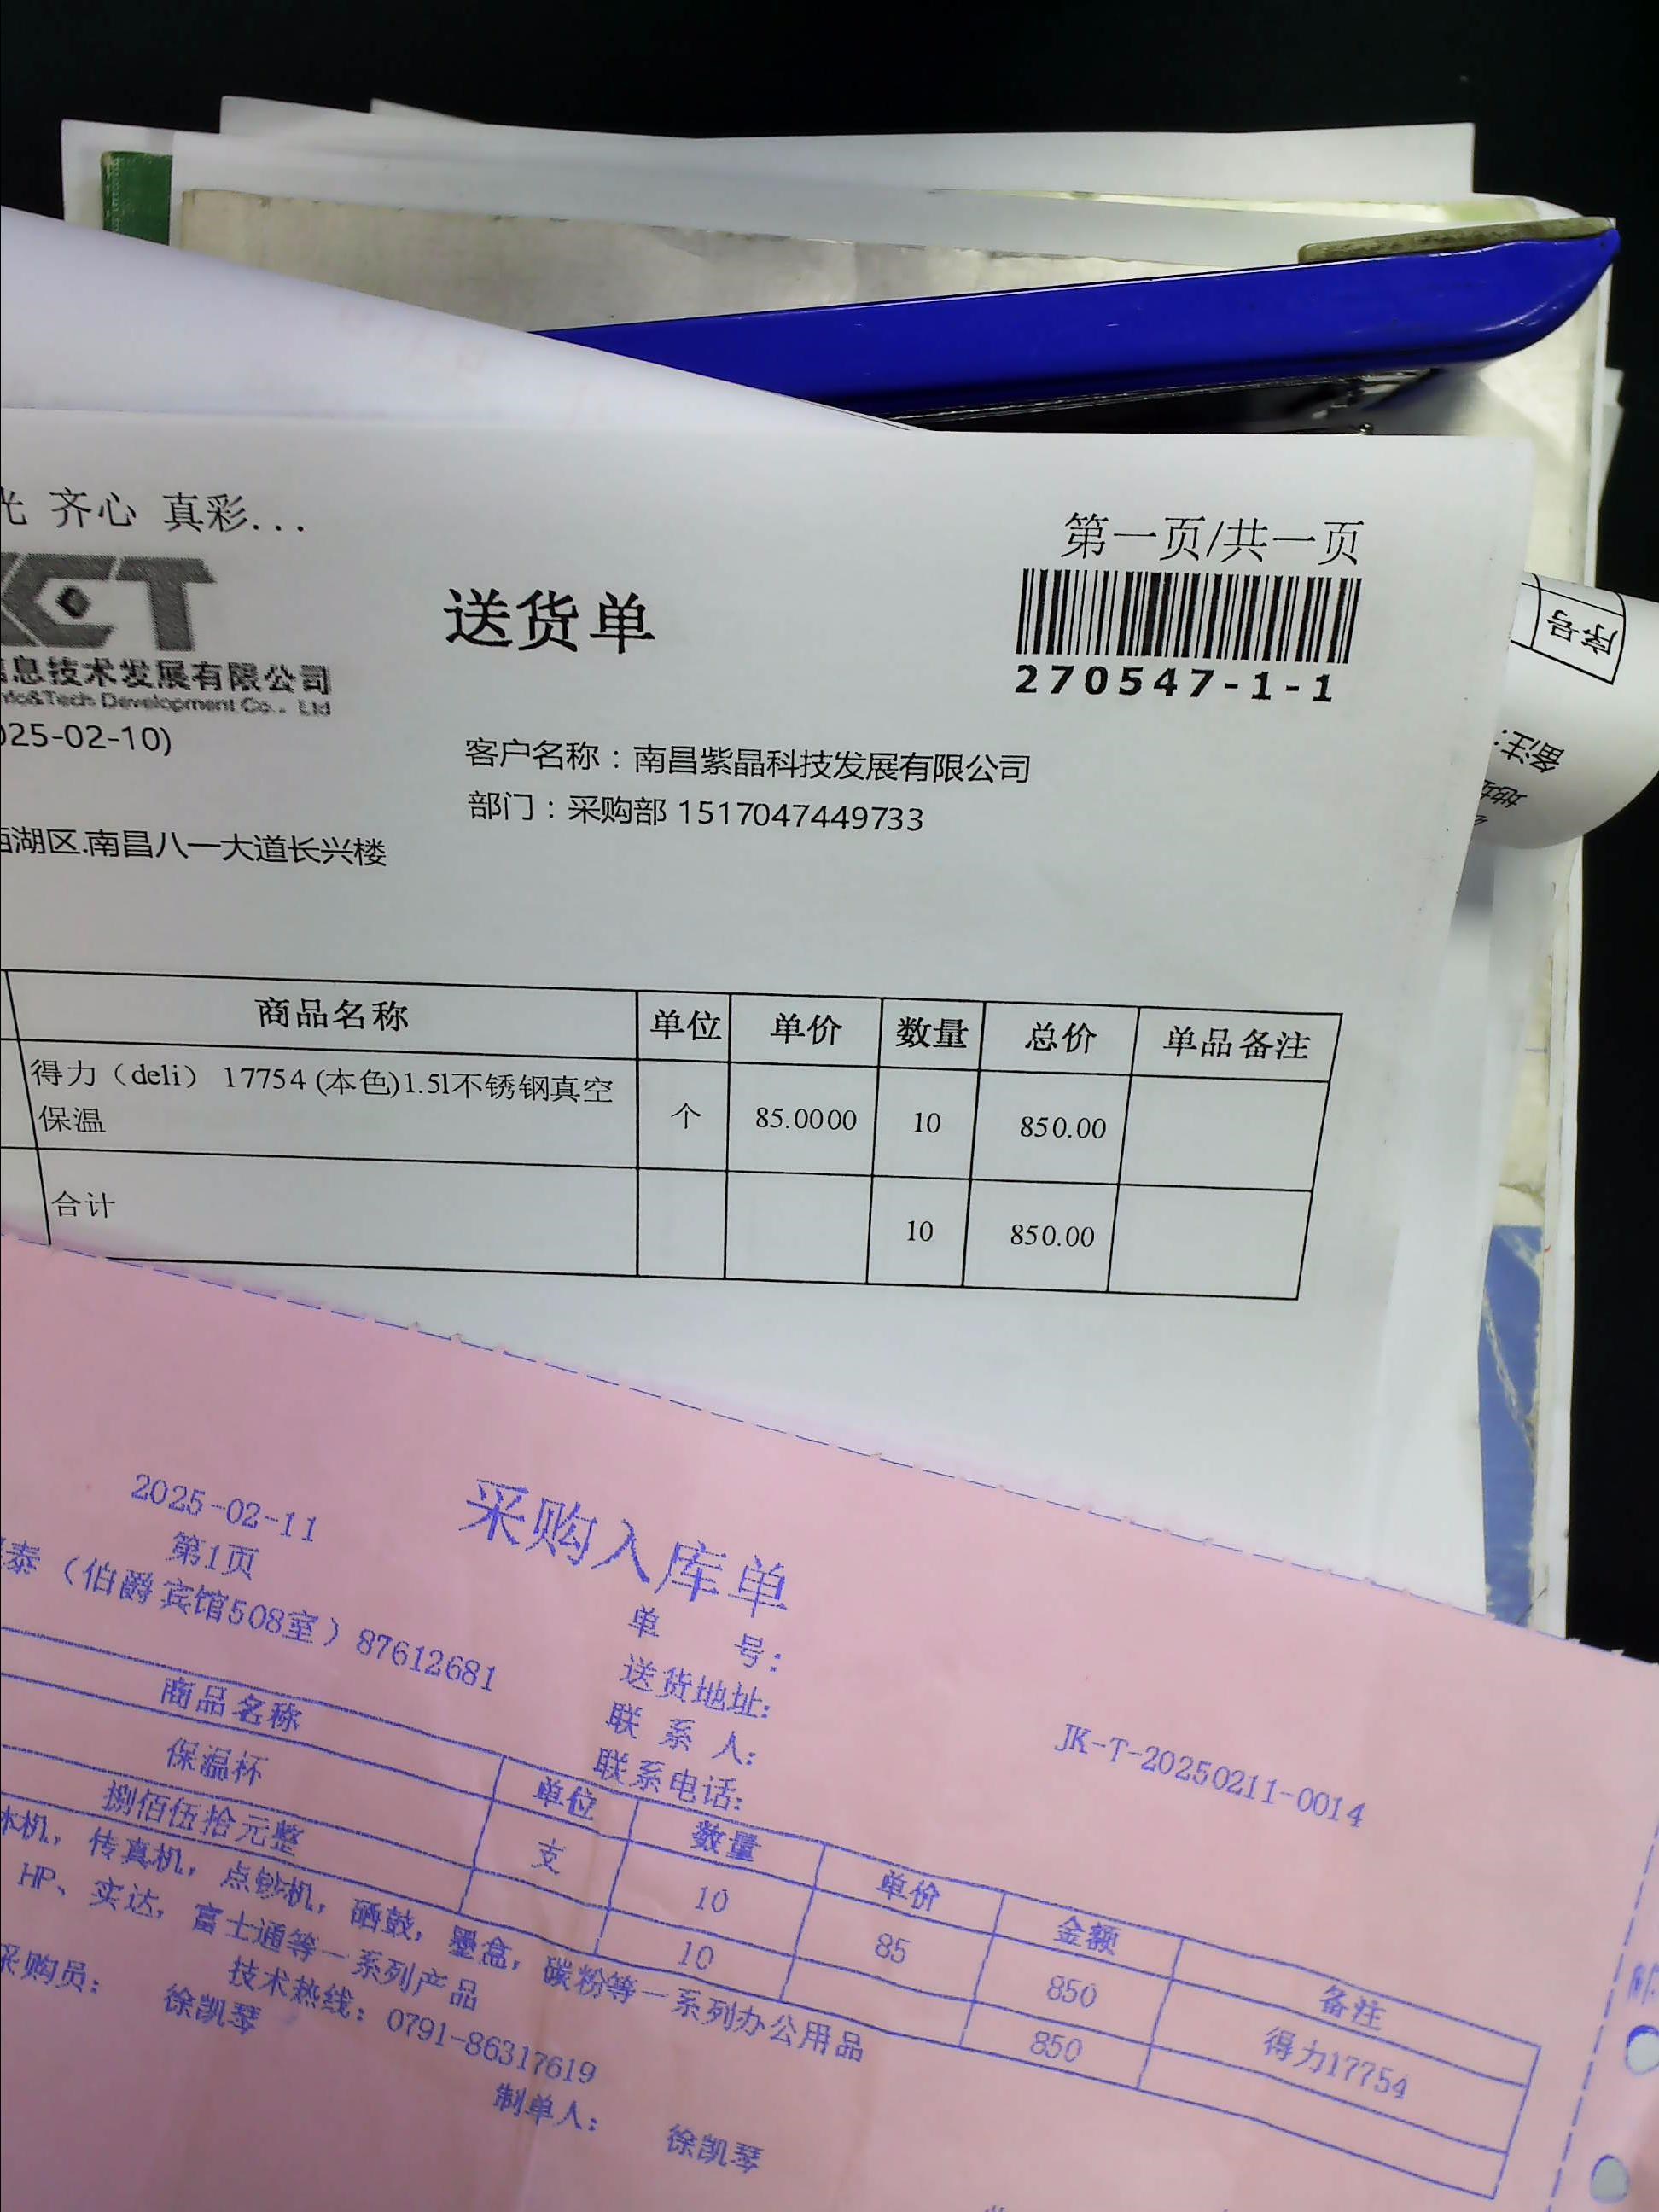 光 齐心 真彩...
第一页/共一页
KCT
送货单
270547-1-1
信息技术发展有限公司
Info&Tech Development Co., Ltd
025-02-10)
客户名称：南昌紫晶科技发展有限公司
部门：采购部 1517047449733
西湖区.南昌八一大道长兴楼
商品名称 单位 单价 数量 总价 单品备注
得力（deli） 17754 (本色)1.5l不锈钢真空
保温 个 85.0000 10 850.00
合计 10 850.00
序号
备注:
采购入库单
2025-02-11
第1页
泰（伯爵宾馆508室）87612681
单 号: JK-T-20250211-0014
送货地址:
联 系 人:
联系电话:
商品名称 单位 数量 单价 金额 备注
保温杯 支 10 85 850 得力17754
捌佰伍拾元整 10 850
本机, 传真机, 点钞机, 硒鼓, 墨盒, 碳粉等一系列办公用品
HP、实达, 富士通等一系列产品
技术热线: 0791-86317619
采购员: 徐凯琴
制单人: 徐凯琴